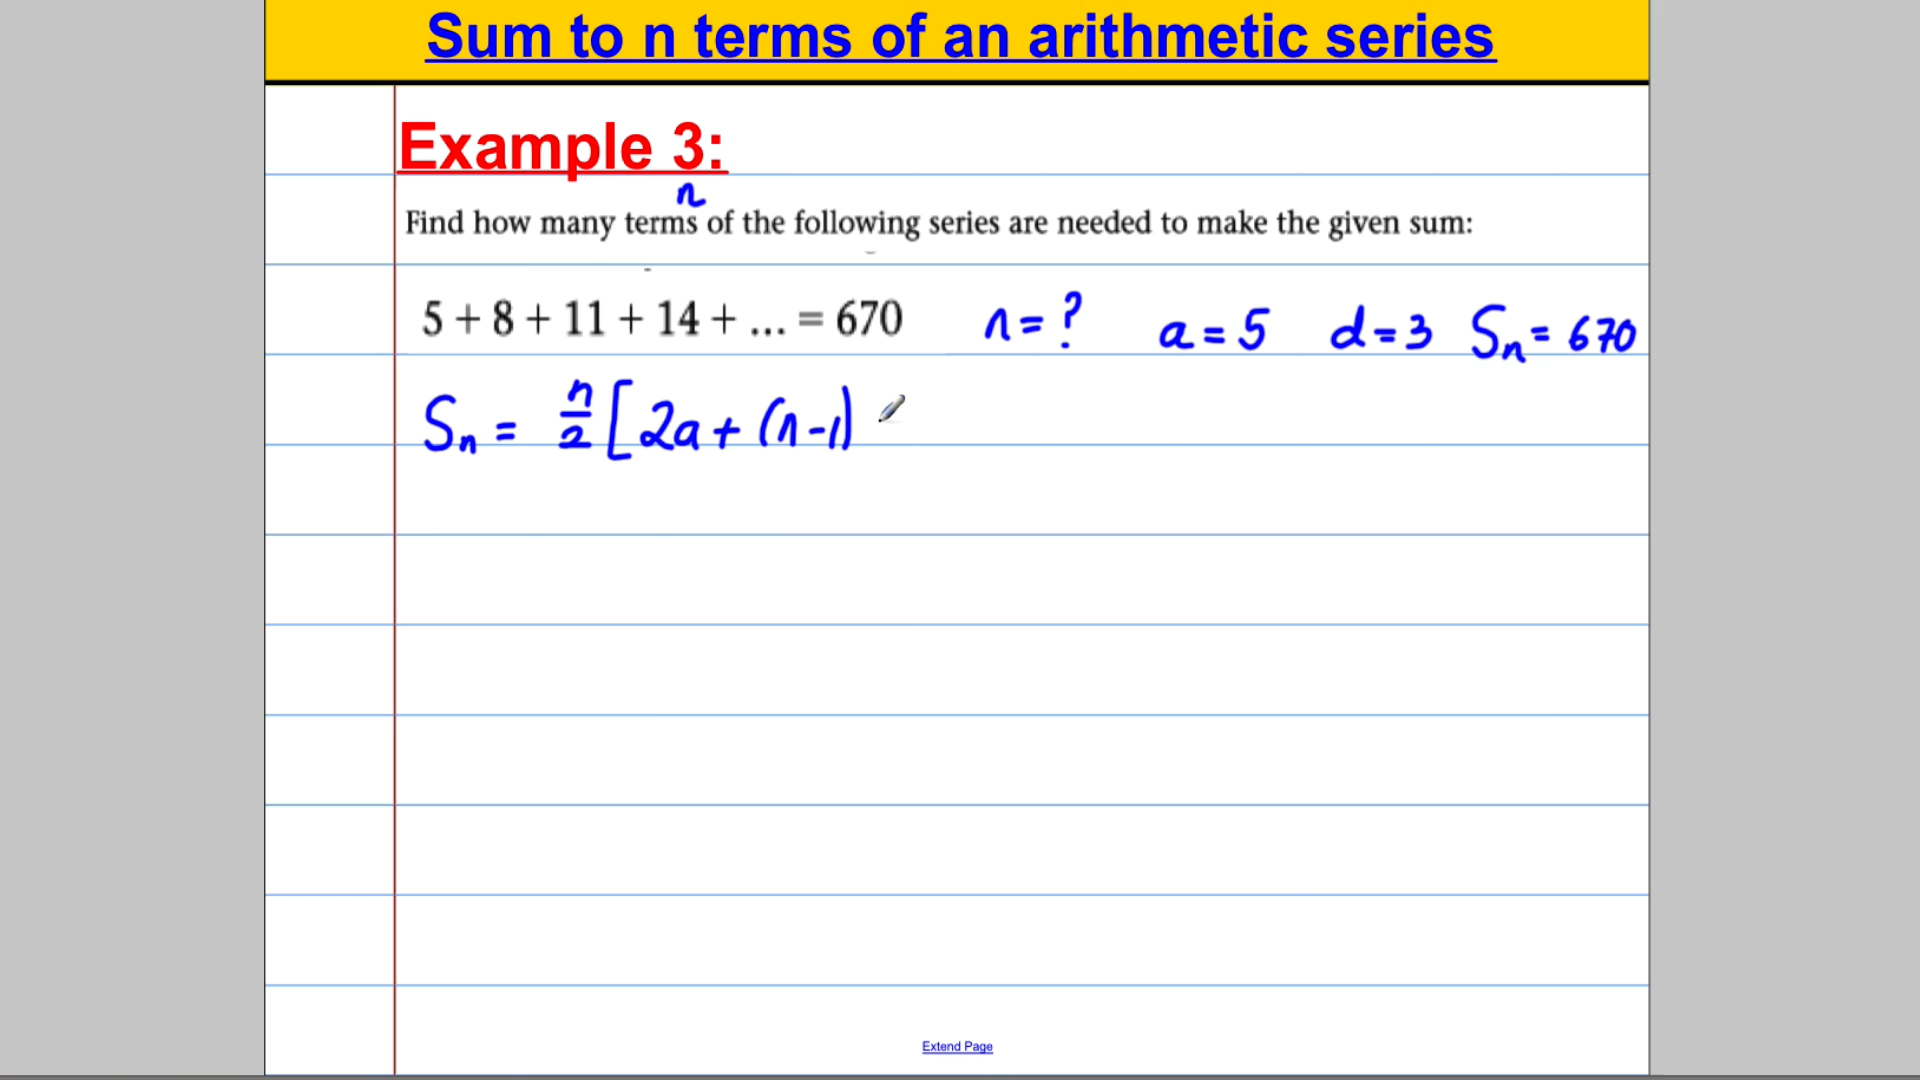 Sum to n terms of an arithmetic series
Example 3:
n
Find how many terms of the following series are needed to make the given sum:
5 + 8 + 11 + 14 + ... = 670 n = ? a = 5 d = 3 Sₙ = 670
Sₙ = n/2 [ 2a + (n - 1)
Extend Page